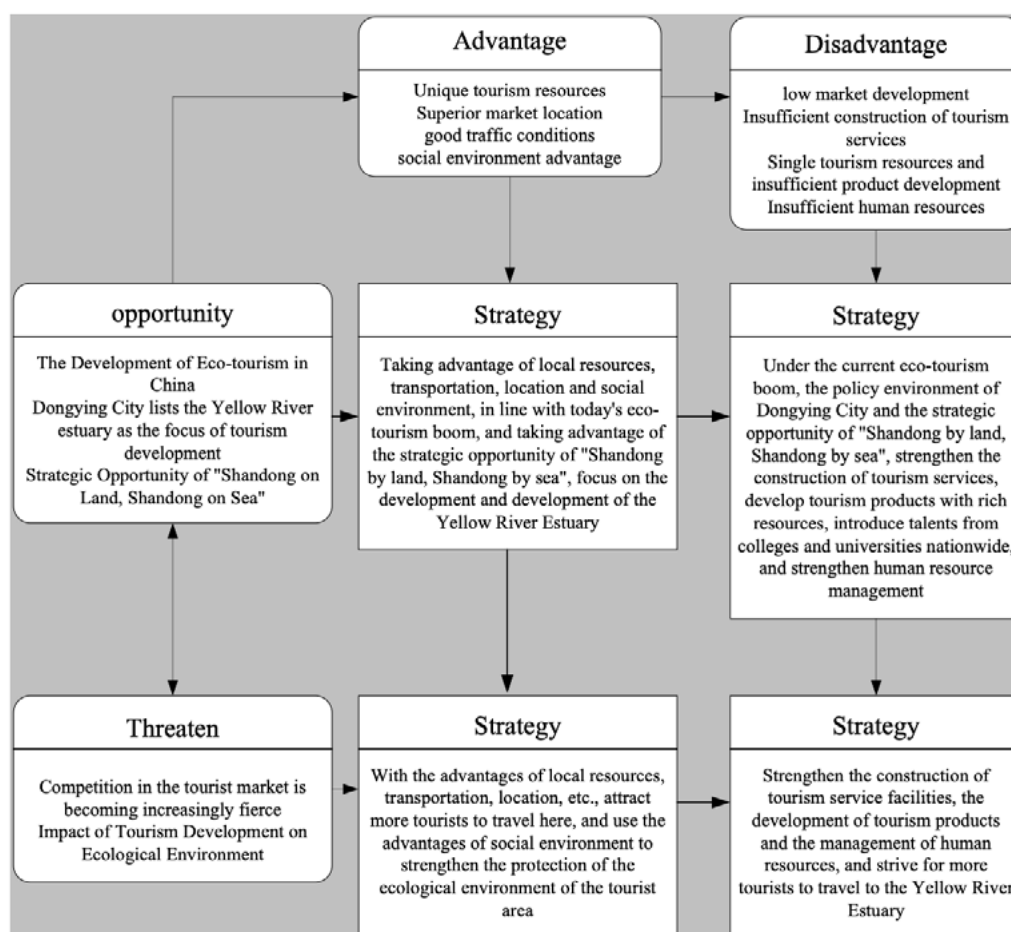 Advantage
Unique tourism resources
Superior market location
good traffic conditions
social environment advantage
Disadvantage
low market development
Insufficient construction of tourism
services
Single tourism resources and
insufficient product development
Insufficient human resources
opportunity
The Development of Eco-tourism in
China
Dongying City lists the Yellow River
estuary as the focus of tourism
development
Strategic Opportunity of "Shandong on
Land, Shandong on Sea"
Strategy
Taking advantage of local resources,
transportation, location and social
environment, in line with today's eco-
tourism boom, and taking advantage of
the strategic opportunity of "Shandong
by land, Shandong by sea", focus on
the development and development of the
Yellow River Estuary
Strategy
Under the current eco-tourism
boom, the policy environment of
Dongying City and the strategic
opportunity of "Shandong by land,
Shandong by sea", strengthen the
construction of tourism services,
develop tourism products with rich
resources, introduce talents from
colleges and universities nationwide,
and strengthen human resource
management
Threaten
Competition in the tourist market is
becoming increasingly fierce
Impact of Tourism Development on
Ecological Environment
Strategy
With the advantages of local resources,
transportation, location, etc., attract
more tourists to travel here, and use the
advantages of social environment to
strengthen the protection of the
ecological environment of the tourist
area
Strategy
Strengthen the construction of
tourism service facilities, the
development of tourism products
and the management of human
resources, and strive for more
tourists to travel to the Yellow River
Estuary